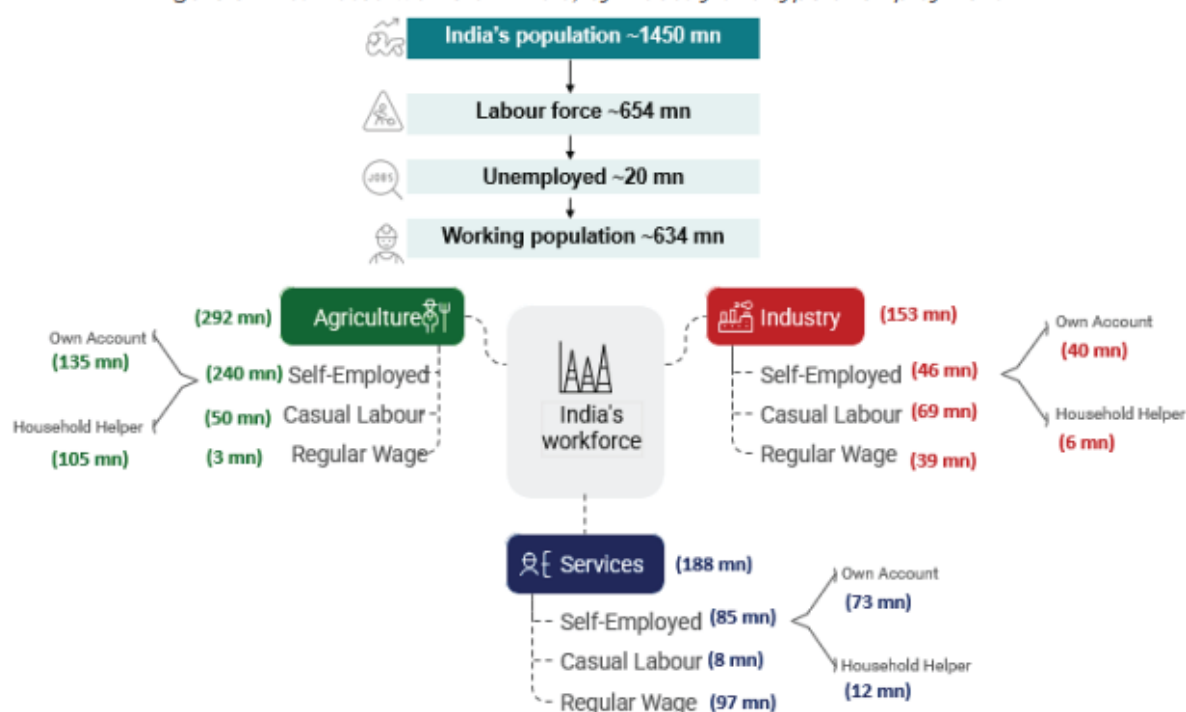 India's population ~1450 mn
Labour force ~654 mn
JOBS
Unemployed ~20 mn
Working population ~634 mn
(292 mn) Agriculture
Own Account
(135 mn)
(240 mn) Self-Employed
(50 mn) Casual Labour
Household Helper
(105 mn)
(3 mn) Regular Wage
India's
workforce
Industry (153 mn)
Self-Employed (46 mn)
Own Account
(40 mn)
Casual Labour (69 mn)
Household Helper
(6 mn)
Regular Wage (39 mn)
Services (188 mn)
Self-Employed (85 mn)
Own Account
(73 mn)
Casual Labour (8 mn)
Household Helper
(12 mn)
Regular Wage (97 mn)